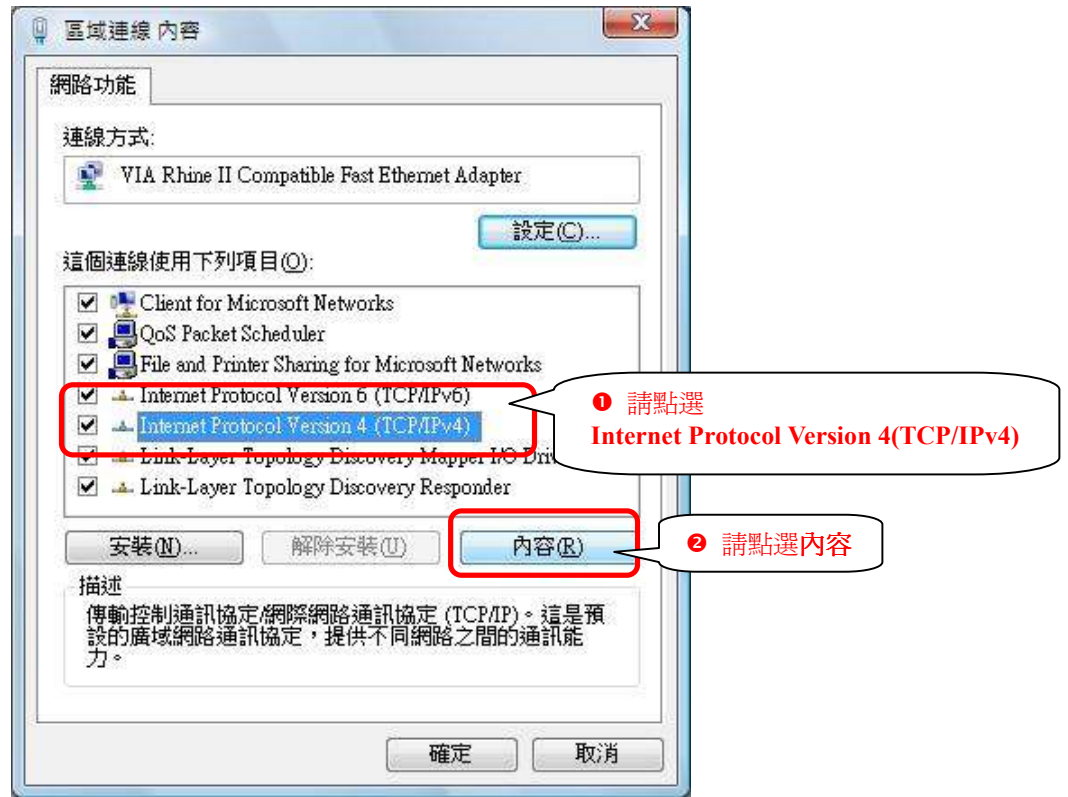 區域連線 內容
網路功能
連線方式:
VIA Rhine II Compatible Fast Ethernet Adapter
設定(C)...
這個連線使用下列項目(O):
Client for Microsoft Networks
QoS Packet Scheduler
File and Printer Sharing for Microsoft Networks
Internet Protocol Version 6 (TCP/IPv6)
Internet Protocol Version 4 (TCP/IPv4)
Link-Layer Topology Discovery Mapper I/O Driv
Link-Layer Topology Discovery Responder
❶ 請點選
Internet Protocol Version 4(TCP/IPv4)
安裝(N)...
解除安裝(U)
內容(R)
❷ 請點選內容
描述
傳輸控制通訊協定/網際網路通訊協定 (TCP/IP)。這是預
設的廣域網路通訊協定,提供不同網路之間的通訊能
力。
確定
取消